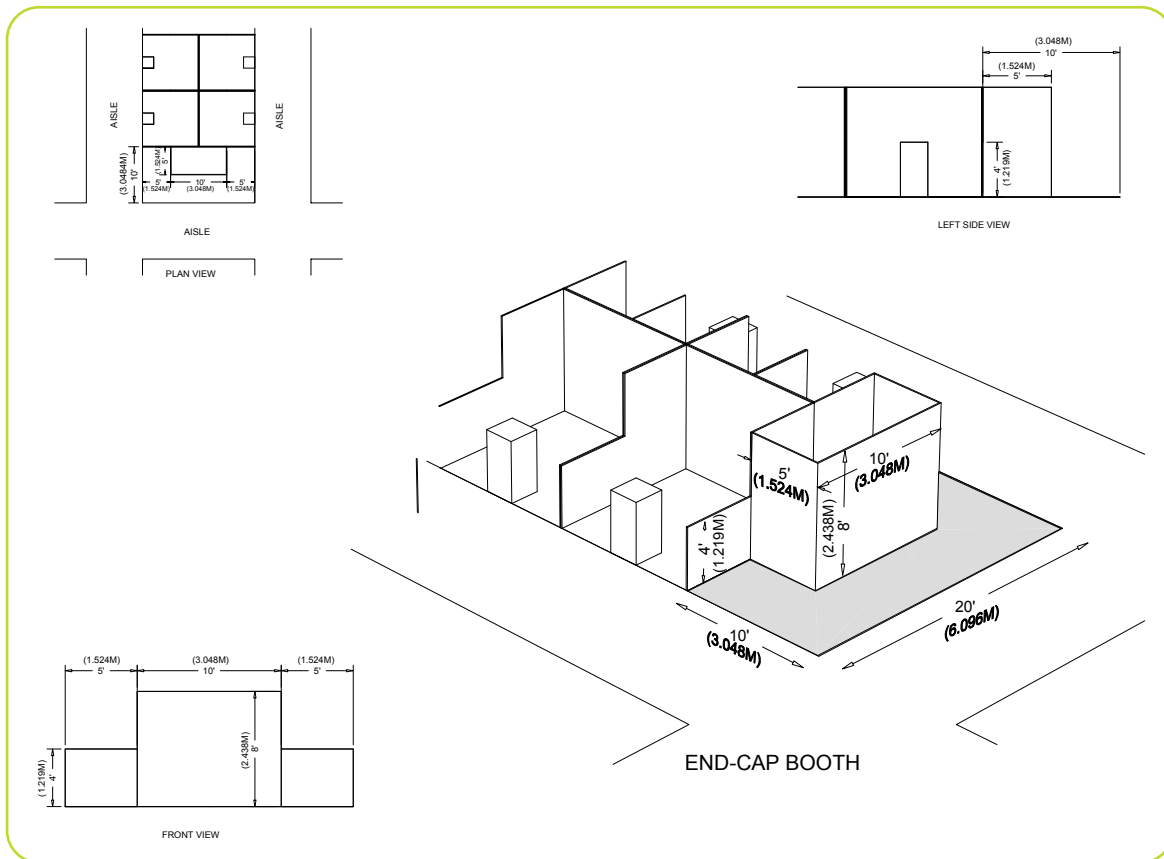 AISLE
AISLE
(3.0484M)
10'
(1.524M)
5'
5'
10'
5'
(1.524M)
(3.048M)
(1.524M)
AISLE
PLAN VIEW
(3.048M)
10'
(1.524M)
5'
4'
(1.219M)
LEFT SIDE VIEW
5'
(1.524M)
10'
(3.048M)
(2.438M)
8'
4'
(1.219M)
10'
(3.048M)
20'
(6.096M)
END-CAP BOOTH
(1.524M)
5'
(3.048M)
10'
(1.524M)
5'
(1.219M)
4'
(2.438M)
8'
FRONT VIEW